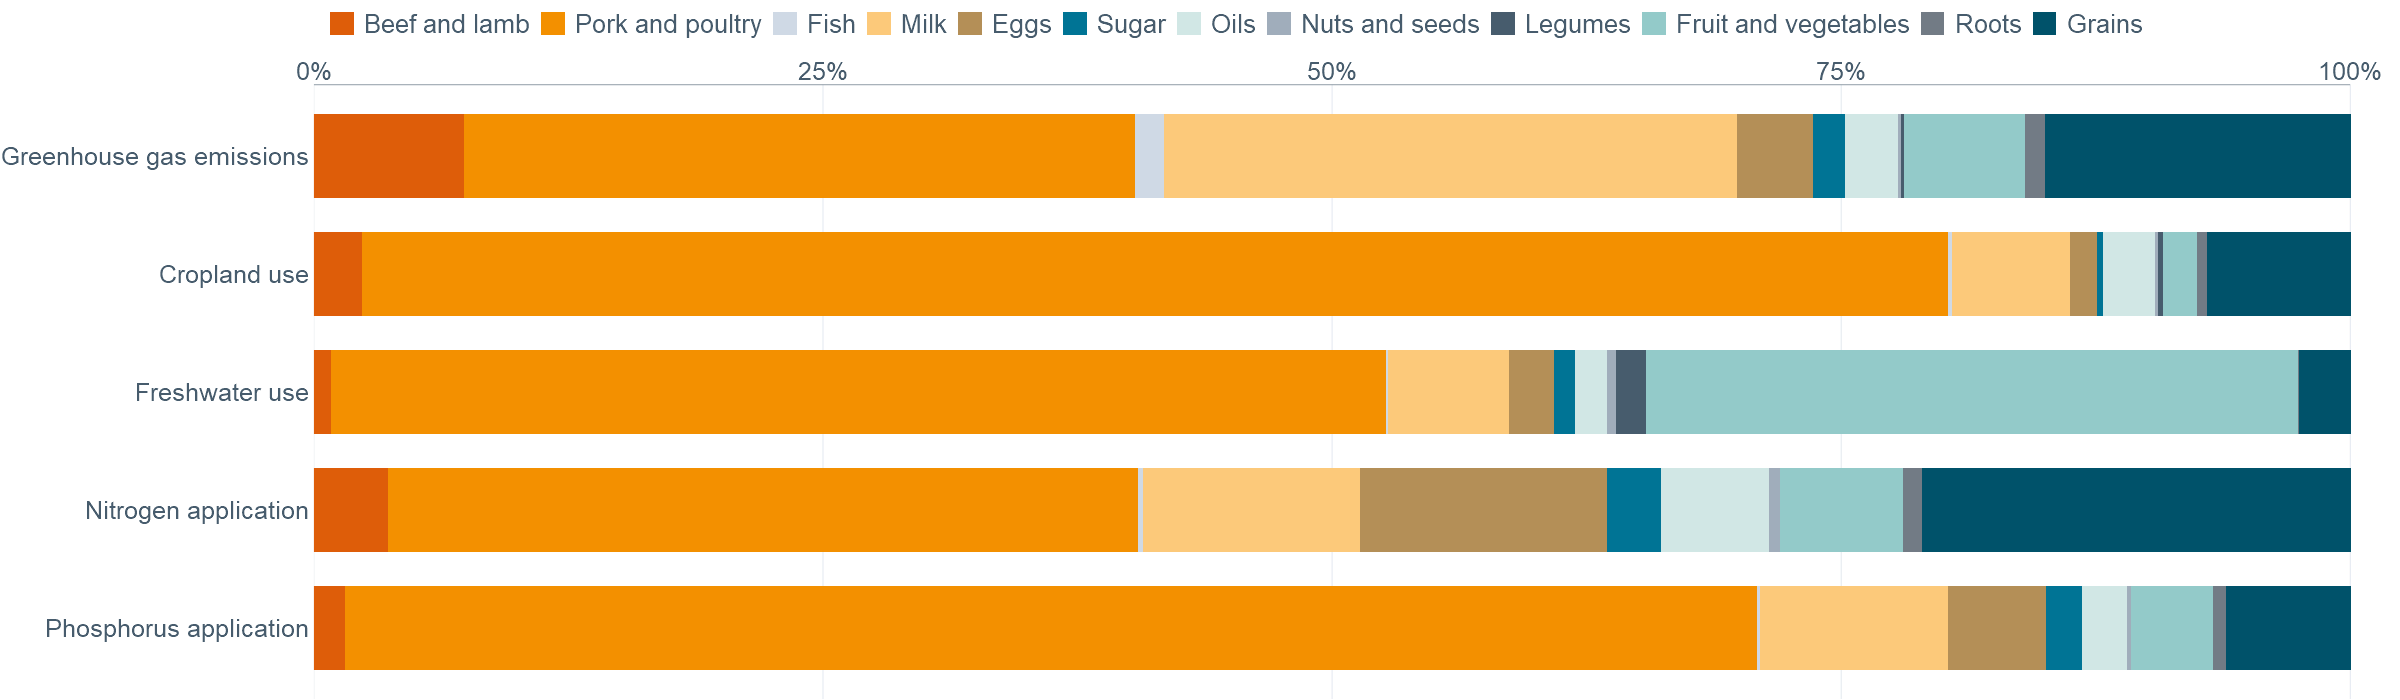 Beef and lamb Pork and poultry Fish Milk Eggs Sugar Oils Nuts and seeds Legumes Fruit and vegetables Roots Grains
0% 25% 50% 75% 100%
Greenhouse gas emissions
Cropland use
Freshwater use
Nitrogen application
Phosphorus application